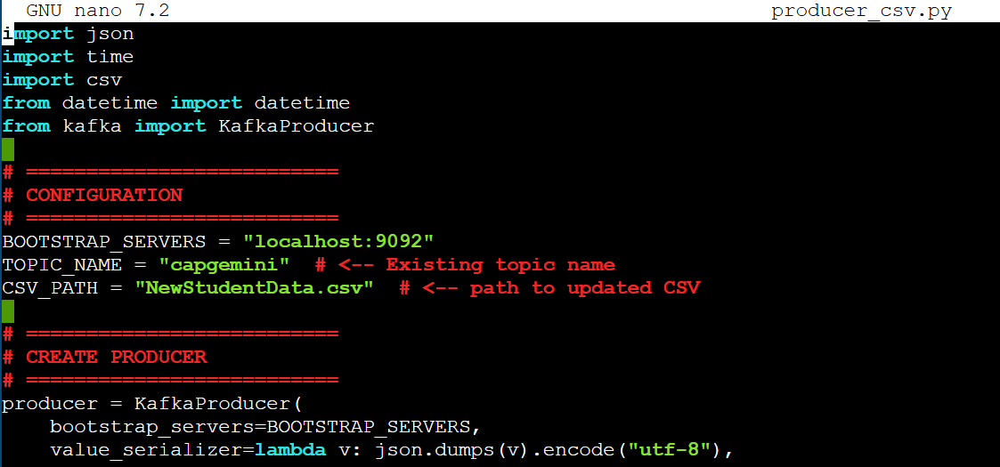 GNU nano 7.2 producer_csv.py
import json
import time
import csv
from datetime import datetime
from kafka import KafkaProducer
# ==========================
# CONFIGURATION
# ==========================
BOOTSTRAP_SERVERS = "localhost:9092"
TOPIC_NAME = "capgemini"  # <-- Existing topic name
CSV_PATH = "NewStudentData.csv"  # <-- path to updated CSV
# ==========================
# CREATE PRODUCER
# ==========================
producer = KafkaProducer(
    bootstrap_servers=BOOTSTRAP_SERVERS,
    value_serializer=lambda v: json.dumps(v).encode("utf-8"),